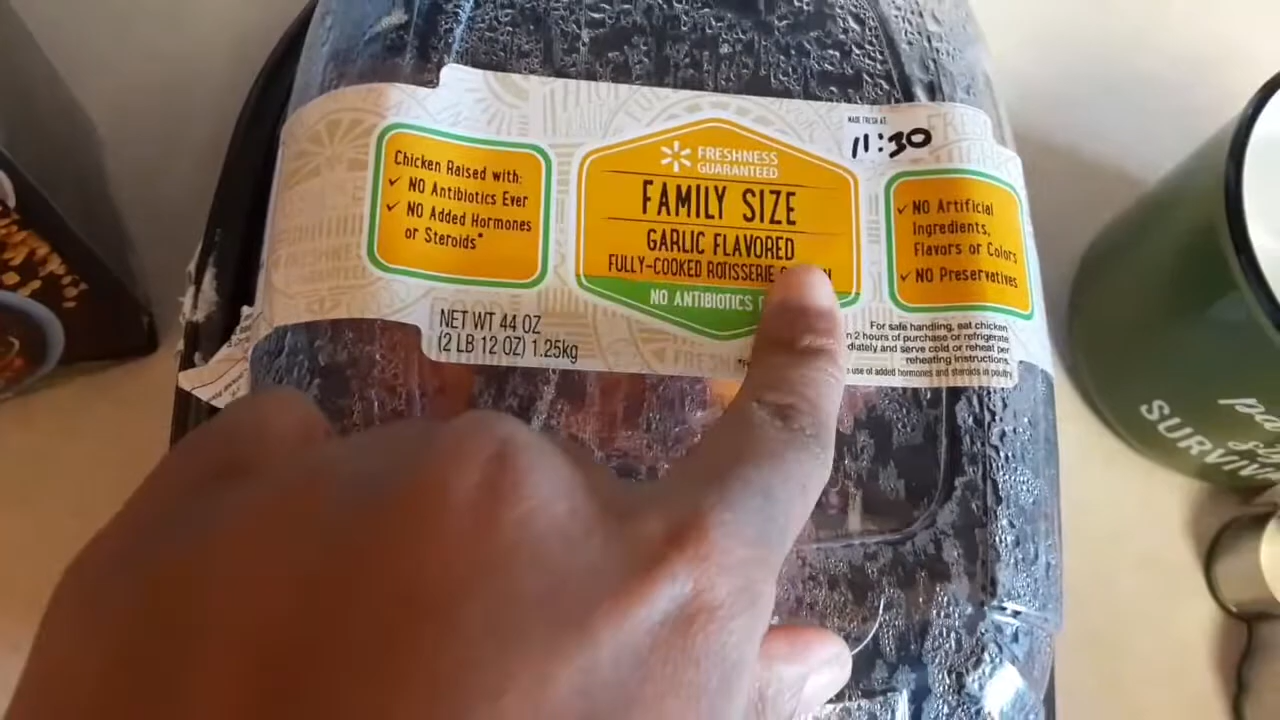 Chicken Raised with:
✓ NO Antibiotics Ever
✓ NO Added Hormones
or Steroids*
FRESHNESS
GUARANTEED
FAMILY SIZE
GARLIC FLAVORED
FULLY-COOKED ROTISSERIE
NO ANTIBIOTICS
NET WT 44 OZ
(2 LB 12 OZ) 1.25kg
MADE FRESH AT:
11:30
✓ NO Artificial
Ingredients,
Flavors or Colors
✓ NO Preservatives
For safe handling, eat chicken
2 hours of purchase or refrigerate
and serve cold or reheat per
reheating instructions.
use of added hormones and steroids in poultry
SURVIV